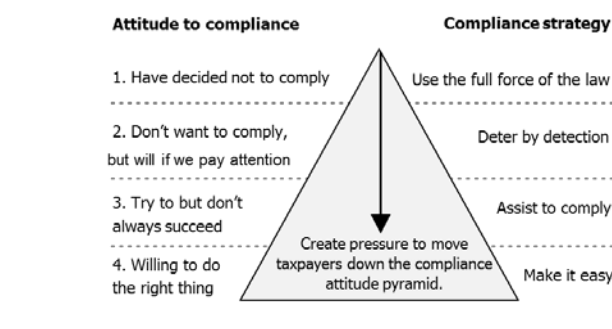 Attitude to compliance
Compliance strategy
1. Have decided not to comply
Use the full force of the law
2. Don't want to comply,
but will if we pay attention
Deter by detection
3. Try to but don't
always succeed
Assist to comply
4. Willing to do
the right thing
Make it easy
Create pressure to move
taxpayers down the compliance
attitude pyramid.